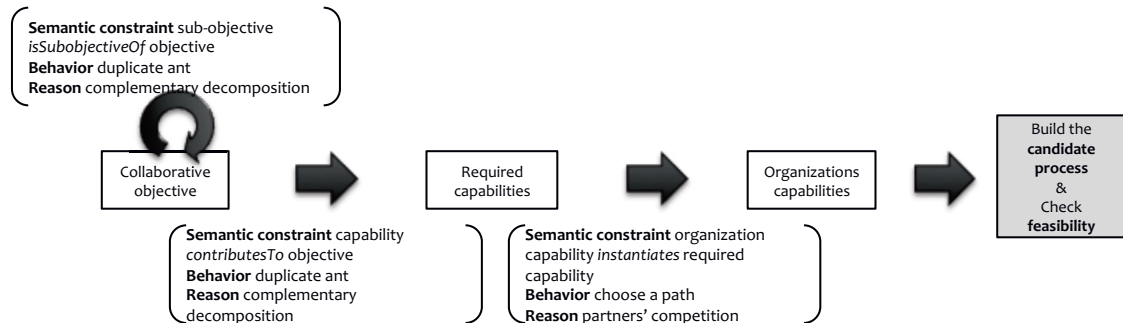 Semantic constraint sub-objective
isSubobjectiveOf objective
Behavior duplicate ant
Reason complementary decomposition
Collaborative
objective
Required
capabilities
Organizations
capabilities
Build the
candidate
process
&
Check
feasibility
Semantic constraint capability
contributesTo objective
Behavior duplicate ant
Reason complementary
decomposition
Semantic constraint organization
capability instantiates required
capability
Behavior choose a path
Reason partners’ competition